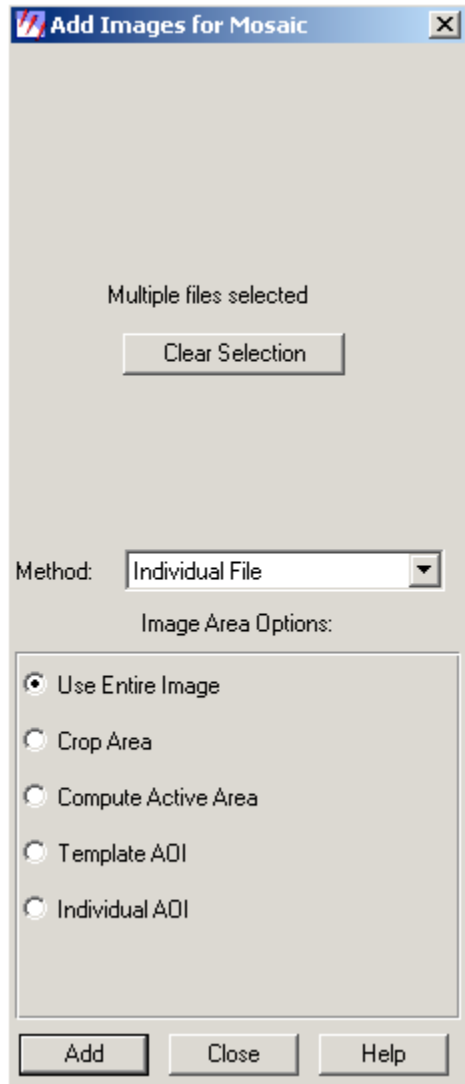 Add Images for Mosaic
Multiple files selected
Clear Selection
Method: Individual File
Image Area Options:
Use Entire Image
Crop Area
Compute Active Area
Template AOI
Individual AOI
Add Close Help